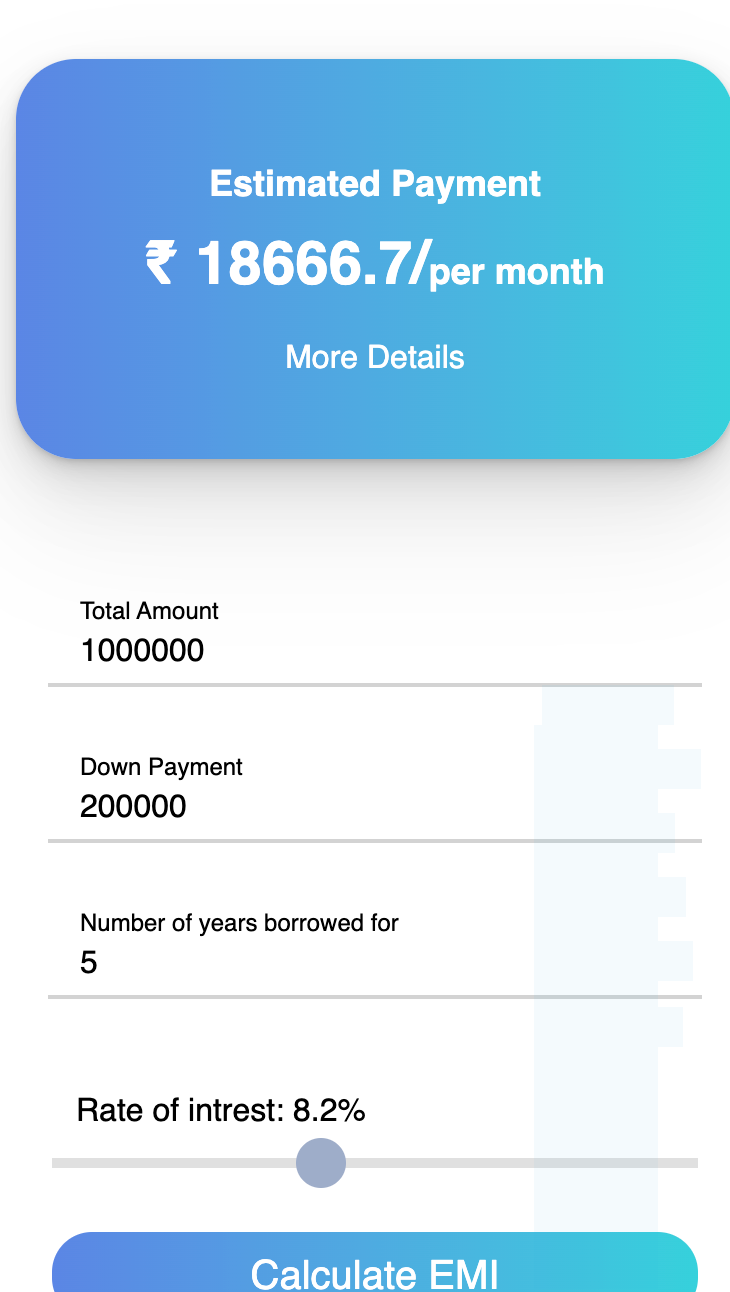 Estimated Payment
₹ 18666.7/per month
More Details
Total Amount
1000000
Down Payment
200000
Number of years borrowed for
5
Rate of intrest: 8.2%
Calculate EMI